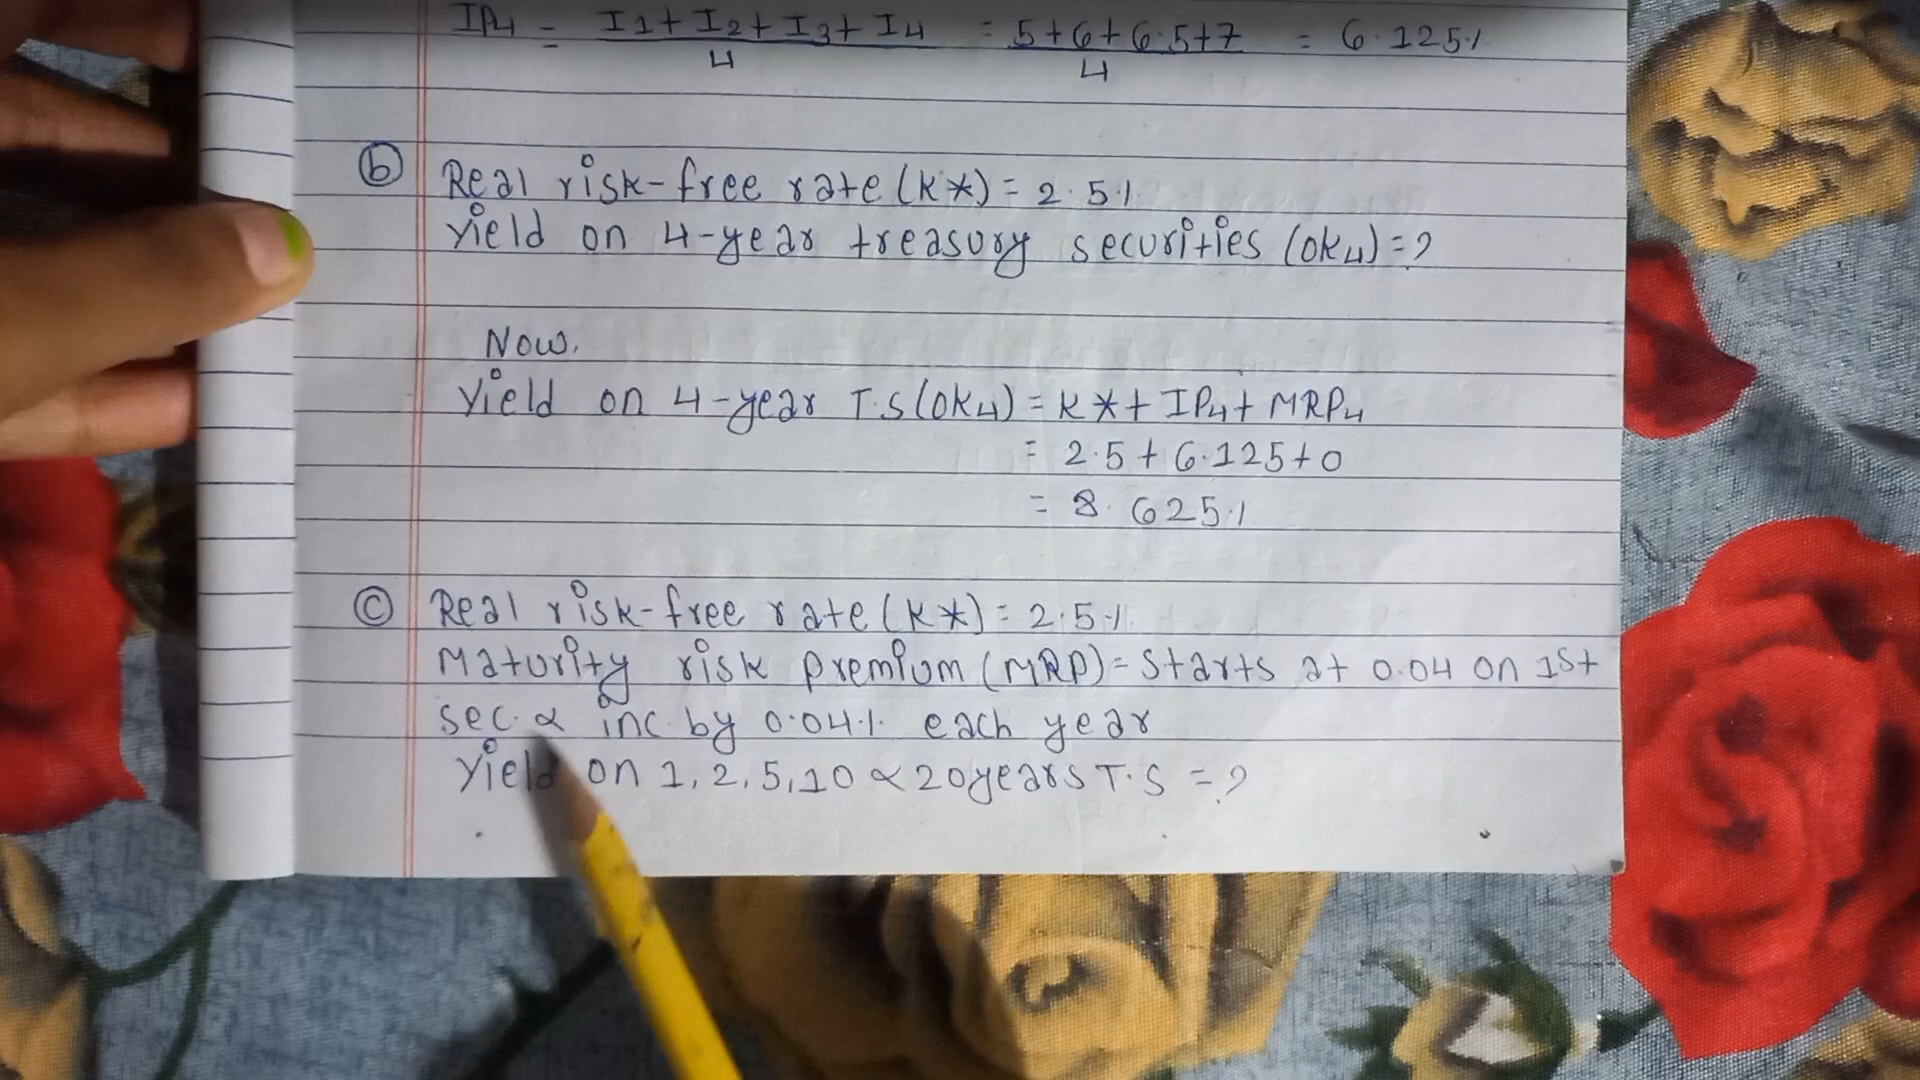 IP4 = I1+I2+I3+I4 / 4 = 5+6+6.5+7 / 4 = 6.125%
(b) Real risk-free rate (K*) = 2.5%
Yield on 4-year treasury securities (0K4) = ?
Now,
Yield on 4-year T.S (0K4) = K* + IP4 + MRP4
= 2.5 + 6.125 + 0
= 8.625%
(c) Real risk-free rate (K*) = 2.5%
Maturity risk premium (MRP) = starts at 0.04 on 1st
sec. & inc. by 0.04% each year
Yield on 1, 2, 5, 10 & 20 years T.S = ?